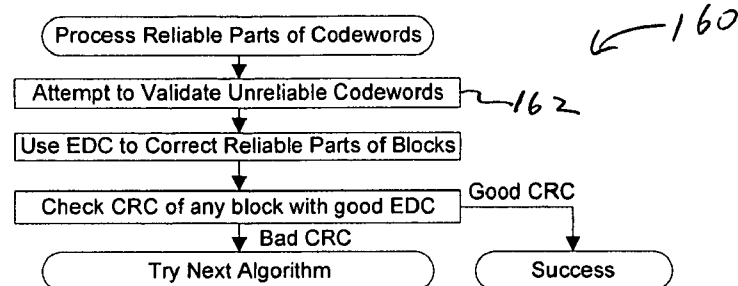 Process Reliable Parts of Codewords
160
Attempt to Validate Unreliable Codewords
162
Use EDC to Correct Reliable Parts of Blocks
Check CRC of any block with good EDC
Good CRC
Bad CRC
Try Next Algorithm
Success